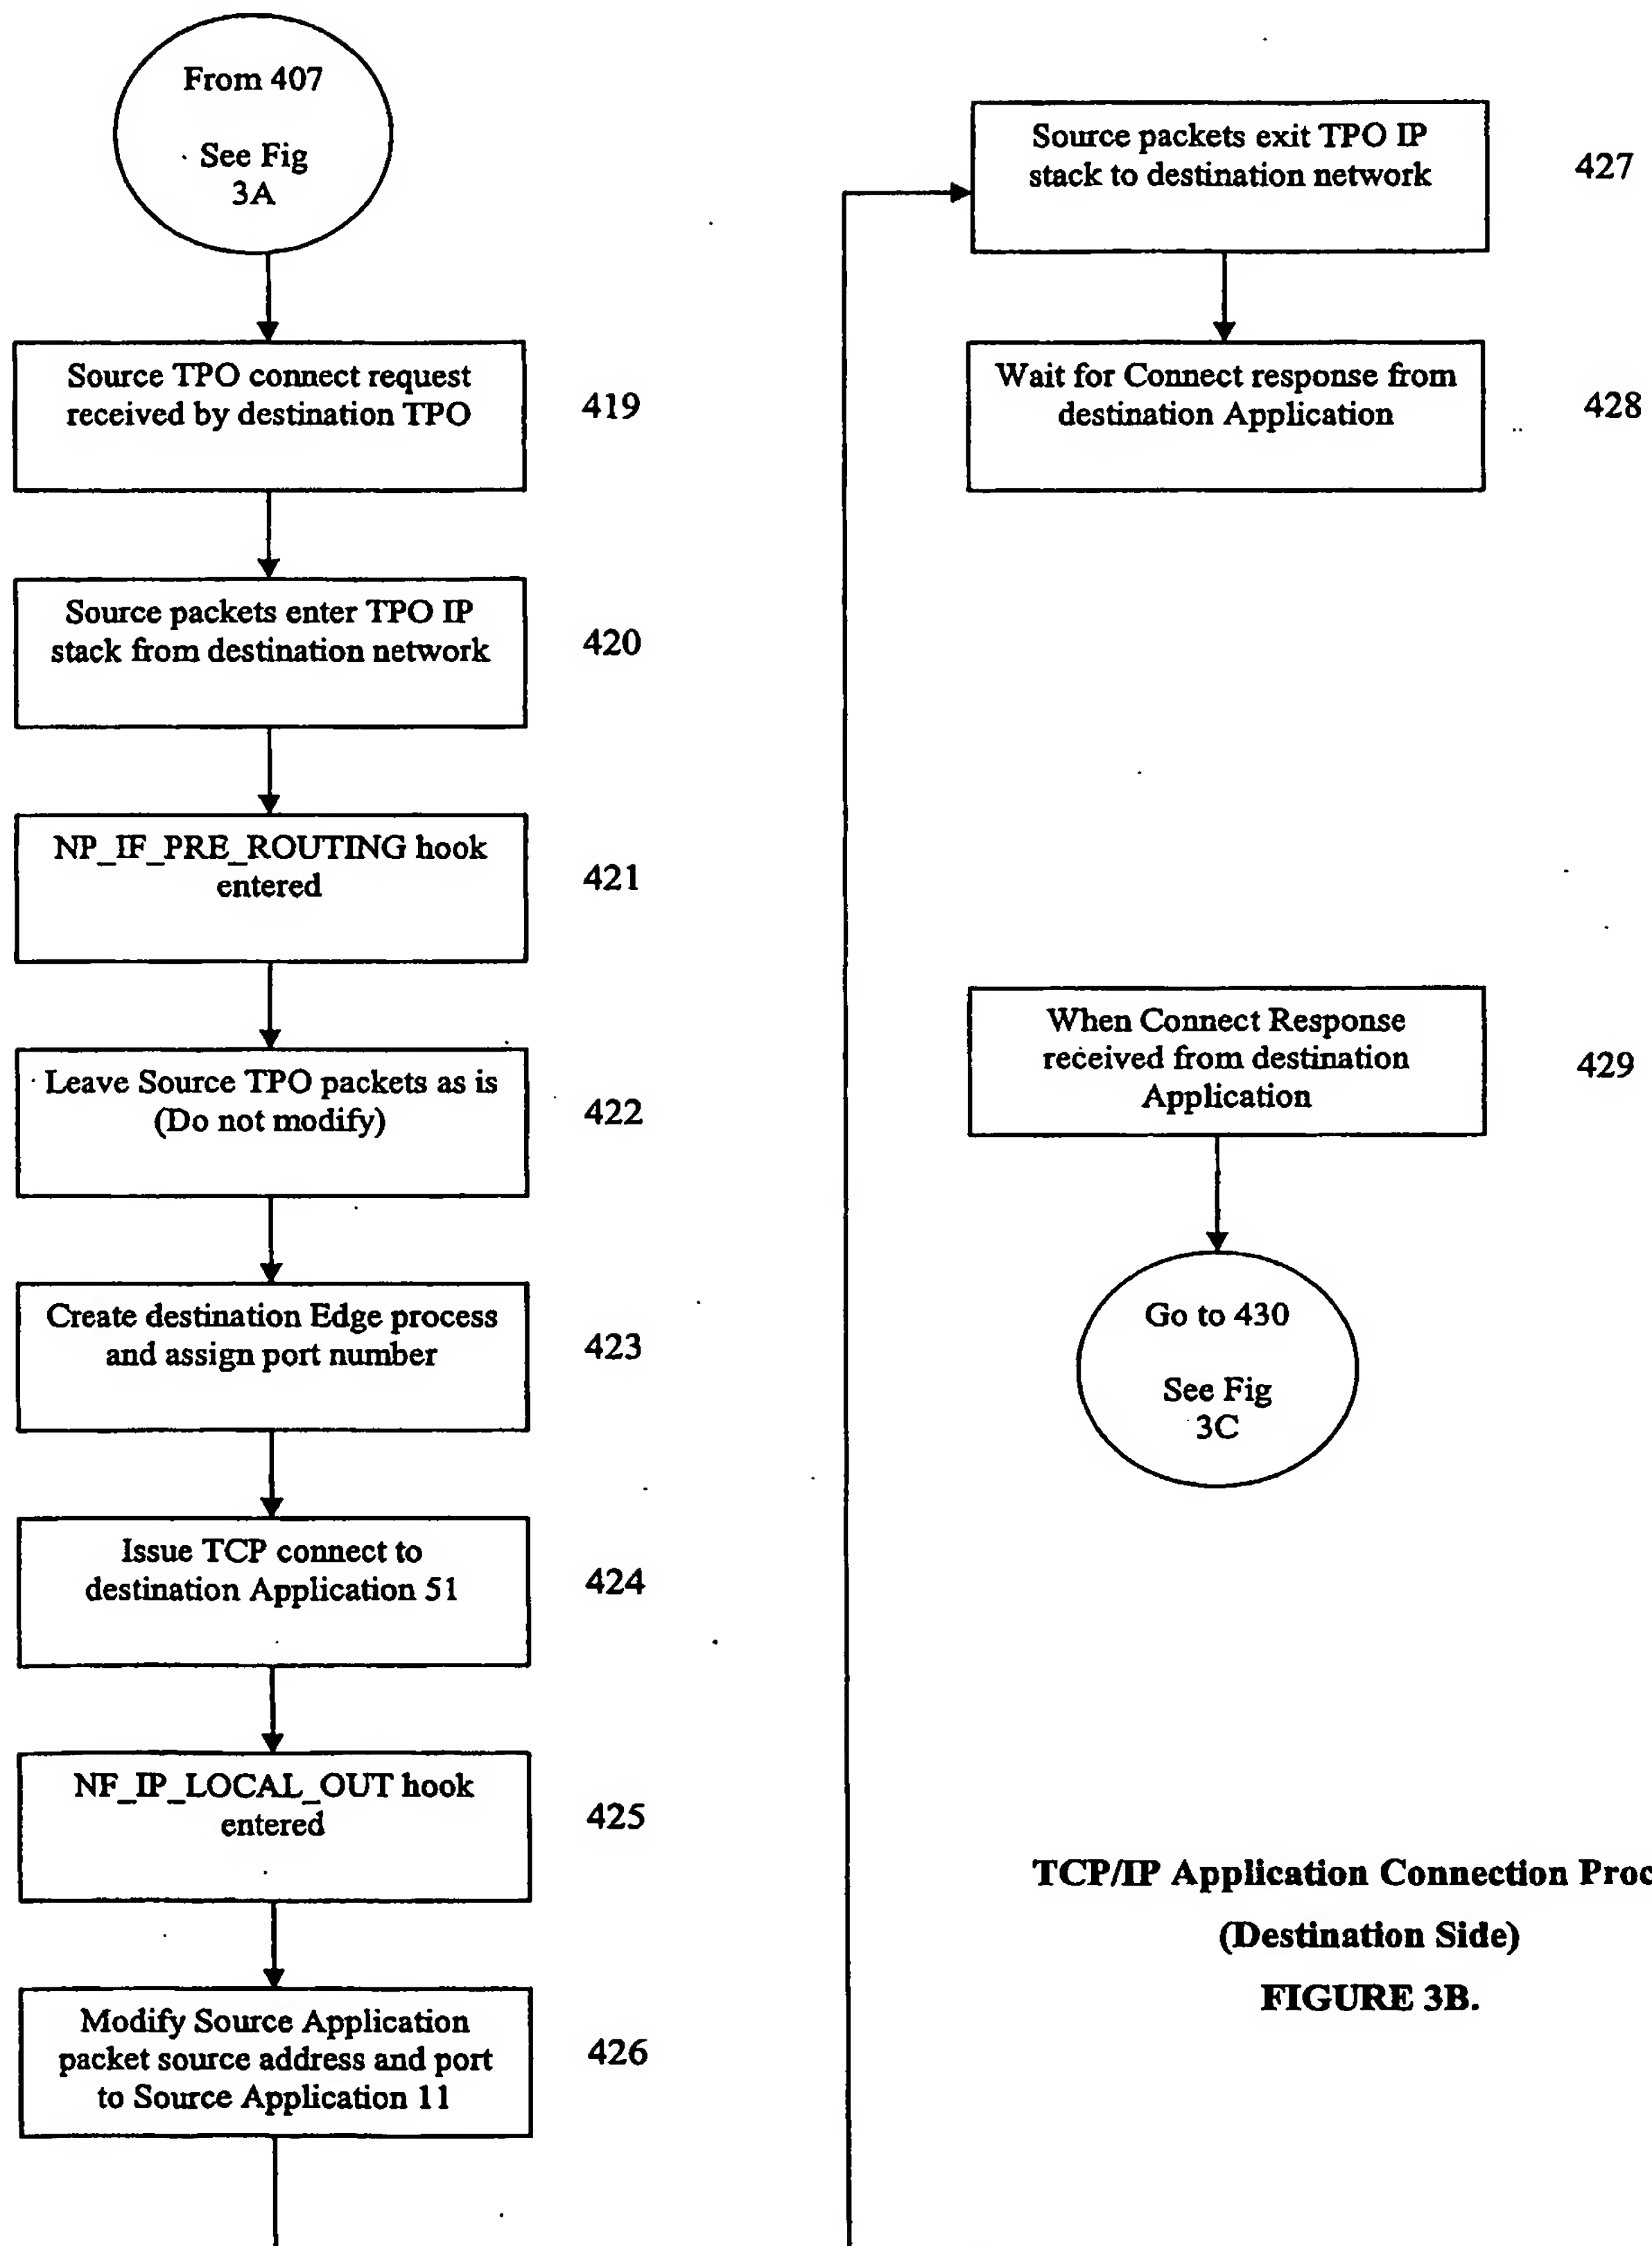 From 407
See Fig
3A
Source TPO connect request
received by destination TPO
419
Source packets enter TPO IP
stack from destination network
420
NP_IF_PRE_ROUTING hook
entered
421
Leave Source TPO packets as is
(Do not modify)
422
Create destination Edge process
and assign port number
423
Issue TCP connect to
destination Application 51
424
NF_IP_LOCAL_OUT hook
entered
425
Modify Source Application
packet source address and port
to Source Application 11
426
Source packets exit TPO IP
stack to destination network
427
Wait for Connect response from
destination Application
428
When Connect Response
received from destination
Application
429
Go to 430
See Fig
3C
TCP/IP Application Connection Proc
(Destination Side)
FIGURE 3B.